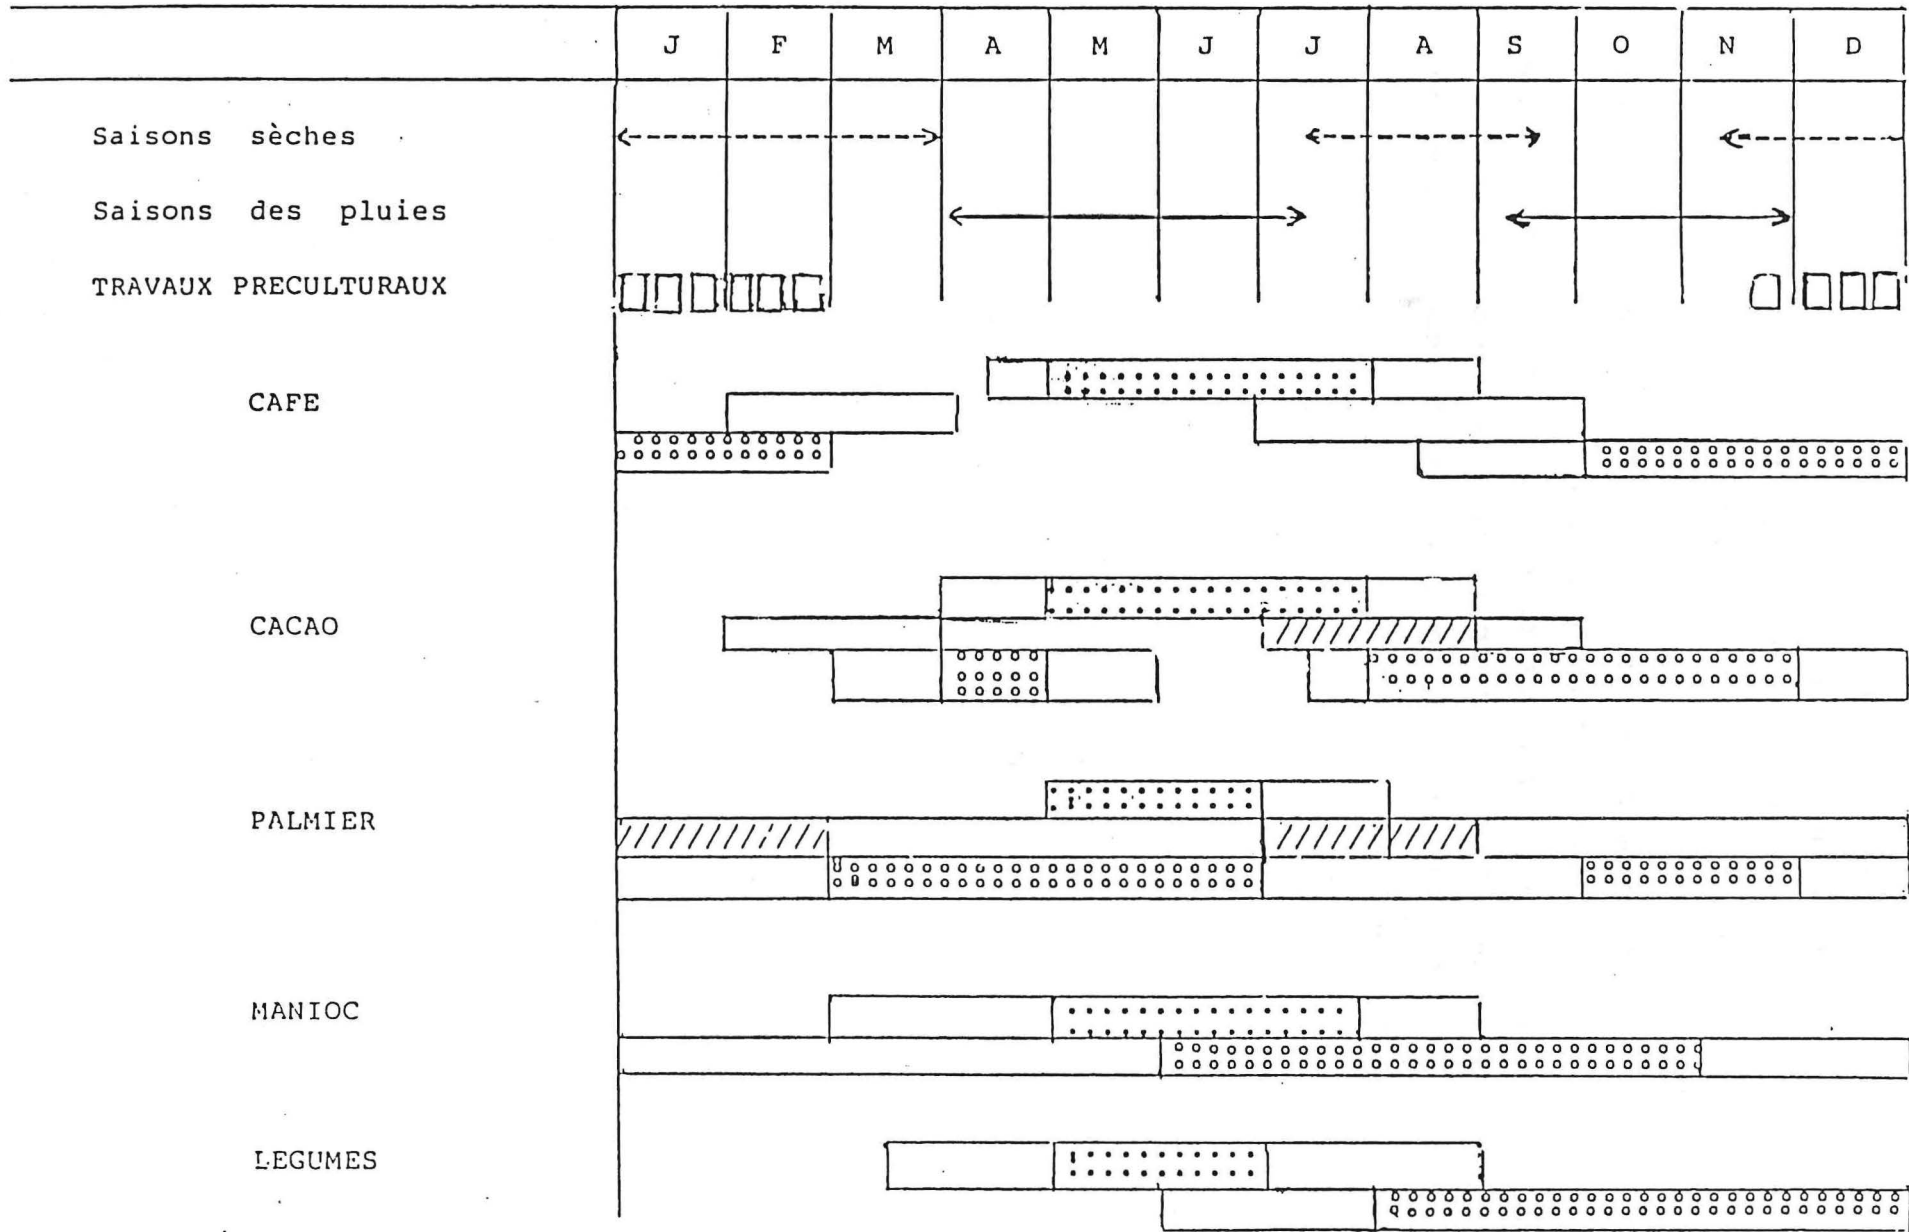 J F M A M J J A S O N D
Saisons sèches
Saisons des pluies
TRAVAUX PRECULTURAUX
CAFE
CACAO
PALMIER
MANIOC
LEGUMES